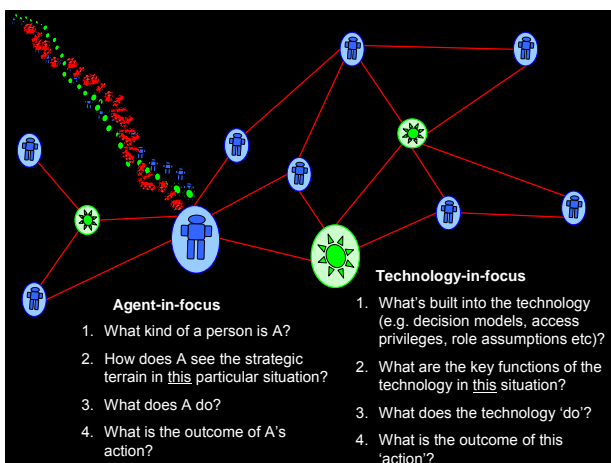 Agent-in-focus
1. What kind of a person is A?
2. How does A see the strategic
terrain in this particular situation?
3. What does A do?
4. What is the outcome of A's
action?
Technology-in-focus
1. What's built into the technology
(e.g. decision models, access
privileges, role assumptions etc)?
2. What are the key functions of the
technology in this situation?
3. What does the technology ‘do’?
4. What is the outcome of this
‘action’?